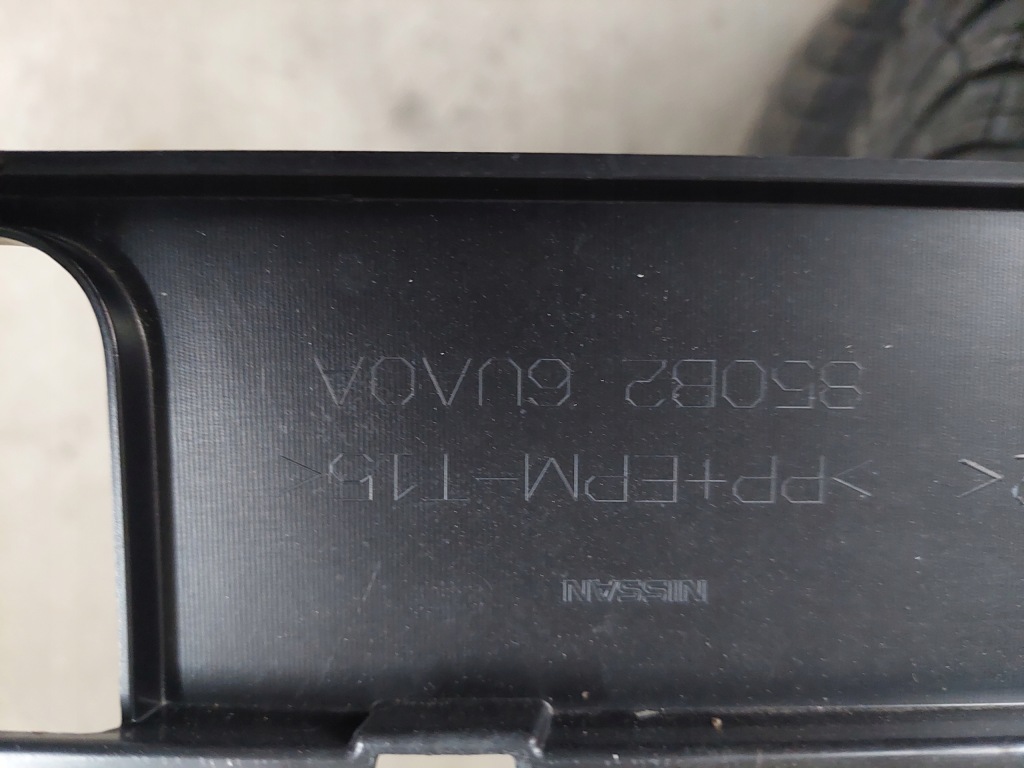 NISSAN
>PP+EPM-T15<
850B2 6UA0A